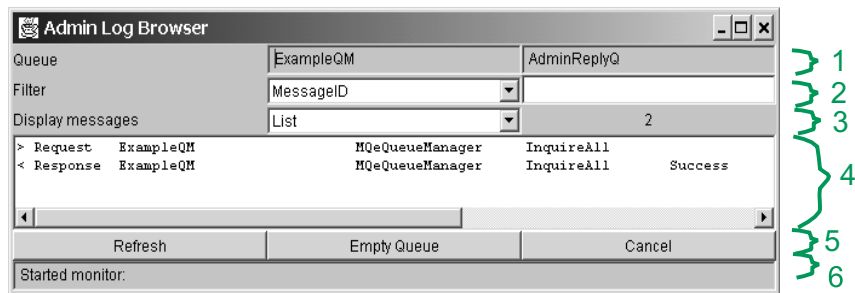 Admin Log Browser
Queue ExampleQM AdminReplyQ 1
Filter MessageID 2
Display messages List 2 3
> Request ExampleQM MQeQueueManager InquireAll
< Response ExampleQM MQeQueueManager InquireAll Success
4
Refresh Empty Queue Cancel 5
Started monitor: 6